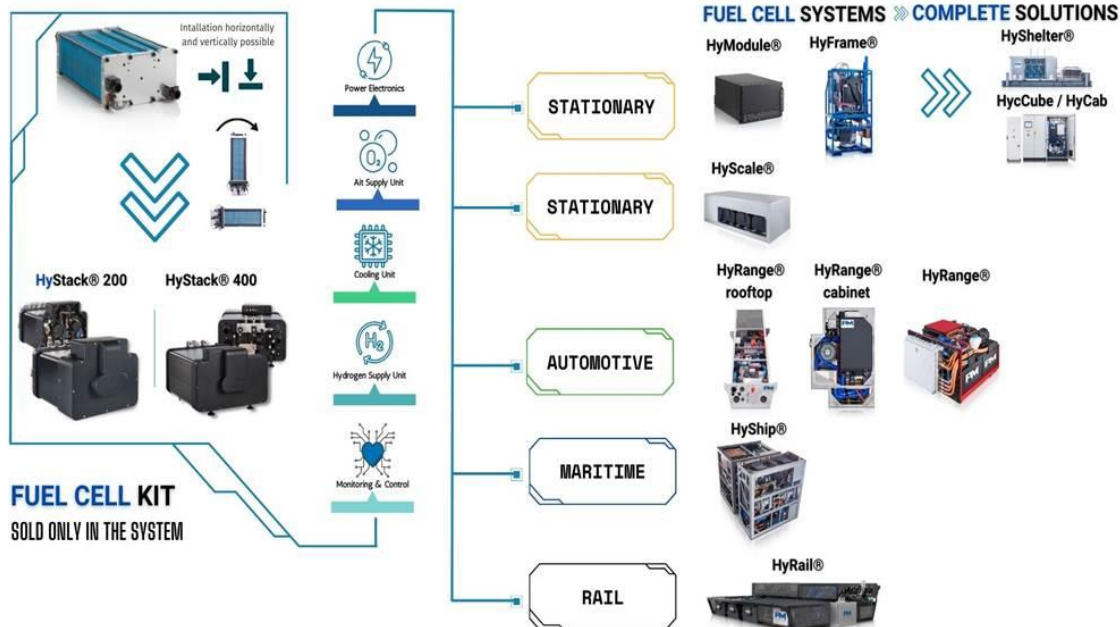 Intallation horizontally
and vertically possible
HyStack® 200
HyStack® 400
FUEL CELL KIT
SOLD ONLY IN THE SYSTEM
Power Electronics
O₂
Ait Supply Unit
Cooling Unit
H₂
Hydrogen Supply Unit
Monitoring & Control
STATIONARY
STATIONARY
AUTOMOTIVE
MARITIME
RAIL
FUEL CELL SYSTEMS
COMPLETE SOLUTIONS
HyModule®
HyFrame®
HyShelter®
HycCube / HyCab
HyScale®
HyRange®
rooftop
HyRange®
cabinet
HyRange®
HyShip®
HyRail®